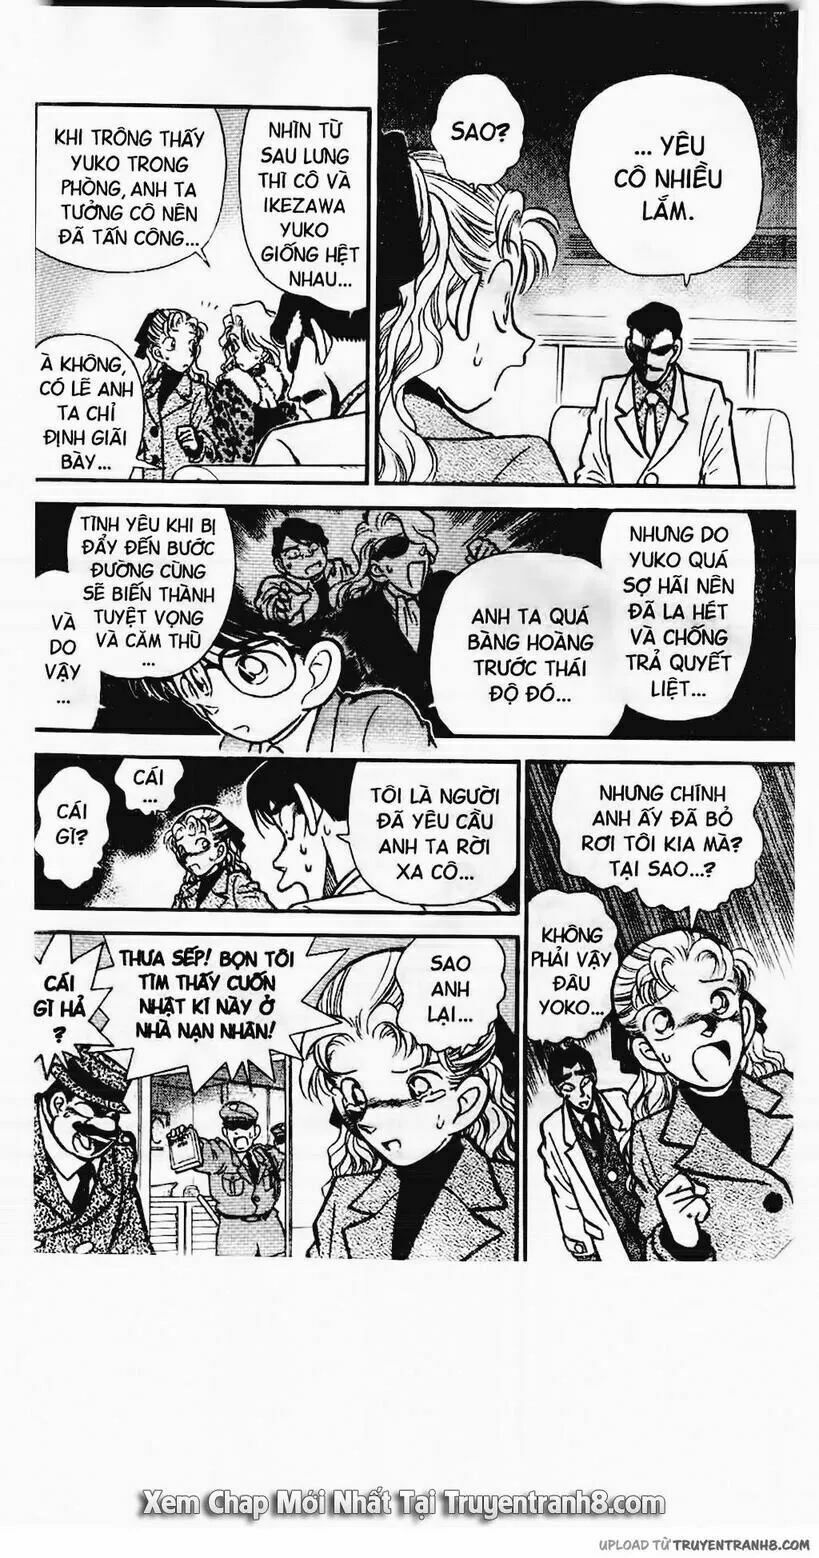 ... YÊU
CÔ NHIỀU
LẮM.
SAO?
NHÌN TỪ
SAU LƯNG
THÌ CÔ VÀ
IKEZAWA
YUKO
GIỐNG HỆT
NHAU...
KHI TRÔNG THẤY
YUKO TRONG
PHÒNG, ANH TA
TƯỞNG CÔ NÊN
ĐÃ TẤN CÔNG...
À KHÔNG,
CÓ LẼ ANH
TA CHỈ
ĐỊNH GIÃI
BÀY...
NHƯNG DO
YUKO QUÁ
SỢ HÃI NÊN
ĐÃ LA HÉT
VÀ CHỐNG
TRẢ QUYẾT
LIỆT...
ANH TA QUÁ
BÀNG HOÀNG
TRƯỚC THÁI
ĐỘ ĐÓ...
TÌNH YÊU KHI BỊ
ĐẨY ĐẾN BƯỚC
ĐƯỜNG CÙNG
SẼ BIẾN THÀNH
TUYỆT VỌNG
VÀ CĂM THÙ
...
VÀ
DO
VẬY
...
NHƯNG CHÍNH
ANH ẤY ĐÃ BỎ
RƠI TÔI KIA MÀ?
TẠI SAO...?
KHÔNG
PHẢI VẬY
ĐÂU
YOKO...
TÔI LÀ NGƯỜI
ĐÃ YÊU CẦU
ANH TA RỜI
XA CÔ...
CÁI
...
CÁI
GÌ?
SAO
ANH
LẠI...
THƯA SẾP! BỌN TÔI
TÌM THẤY CUỐN
NHẬT KÍ NÀY Ở
NHÀ NẠN NHÂN!
CÁI
GÌ HẢ
?
Xem Chap Mới Nhất Tại Truyentranh8.com
UPLOAD TỪ TRUYENTRANH8.COM